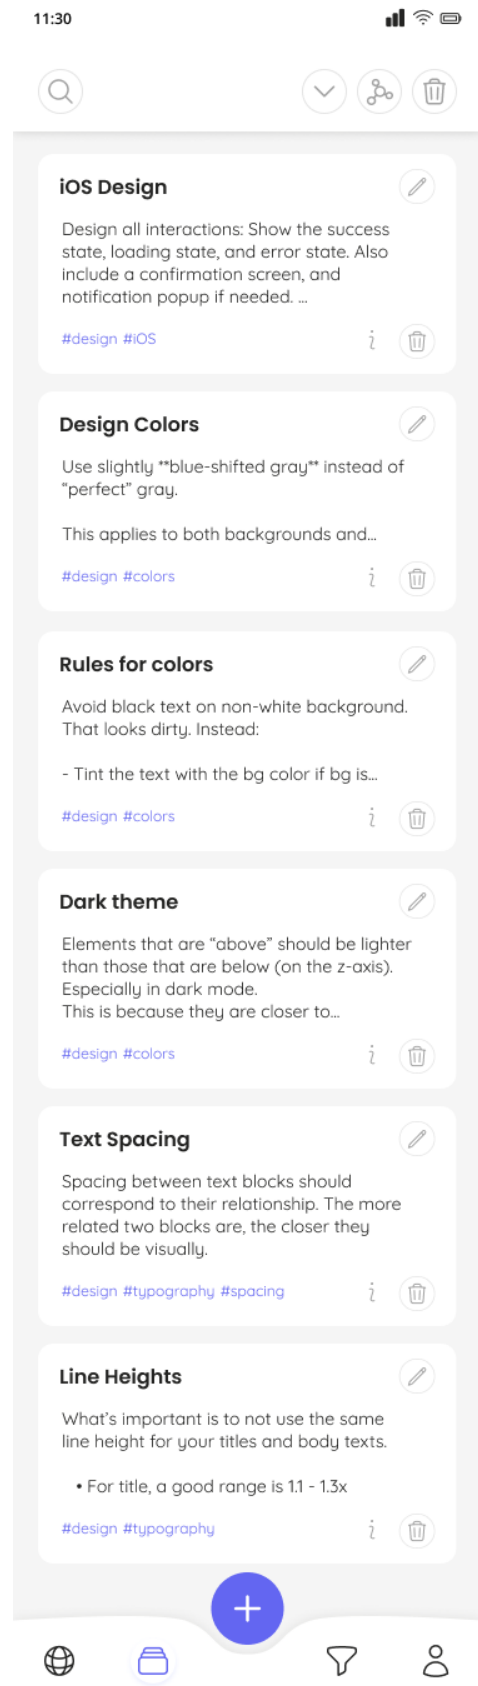 11:30
iOS Design
Design all interactions: Show the success
state, loading state, and error state. Also
include a confirmation screen, and
notification popup if needed. ...
#design #iOS
i
Design Colors
Use slightly **blue-shifted gray** instead of
“perfect” gray.
This applies to both backgrounds and...
#design #colors
i
Rules for colors
Avoid black text on non-white background.
That looks dirty. Instead:
- Tint the text with the bg color if bg is...
#design #colors
i
Dark theme
Elements that are “above” should be lighter
than those that are below (on the z-axis).
Especially in dark mode.
This is because they are closer to...
#design #colors
i
Text Spacing
Spacing between text blocks should
correspond to their relationship. The more
related two blocks are, the closer they
should be visually.
#design #typography #spacing
i
Line Heights
What’s important is to not use the same
line height for your titles and body texts.
• For title, a good range is 1.1 - 1.3x
#design #typography
i